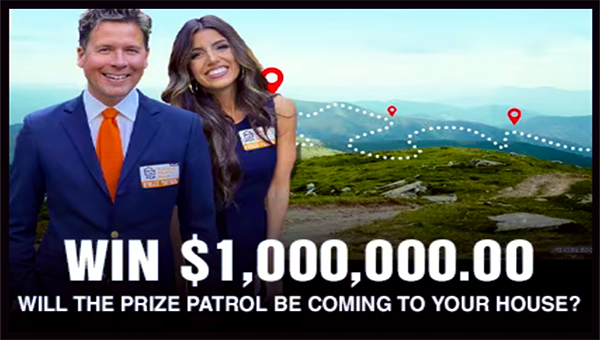 WIN $1,000,000.00
WILL THE PRIZE PATROL BE COMING TO YOUR HOUSE?